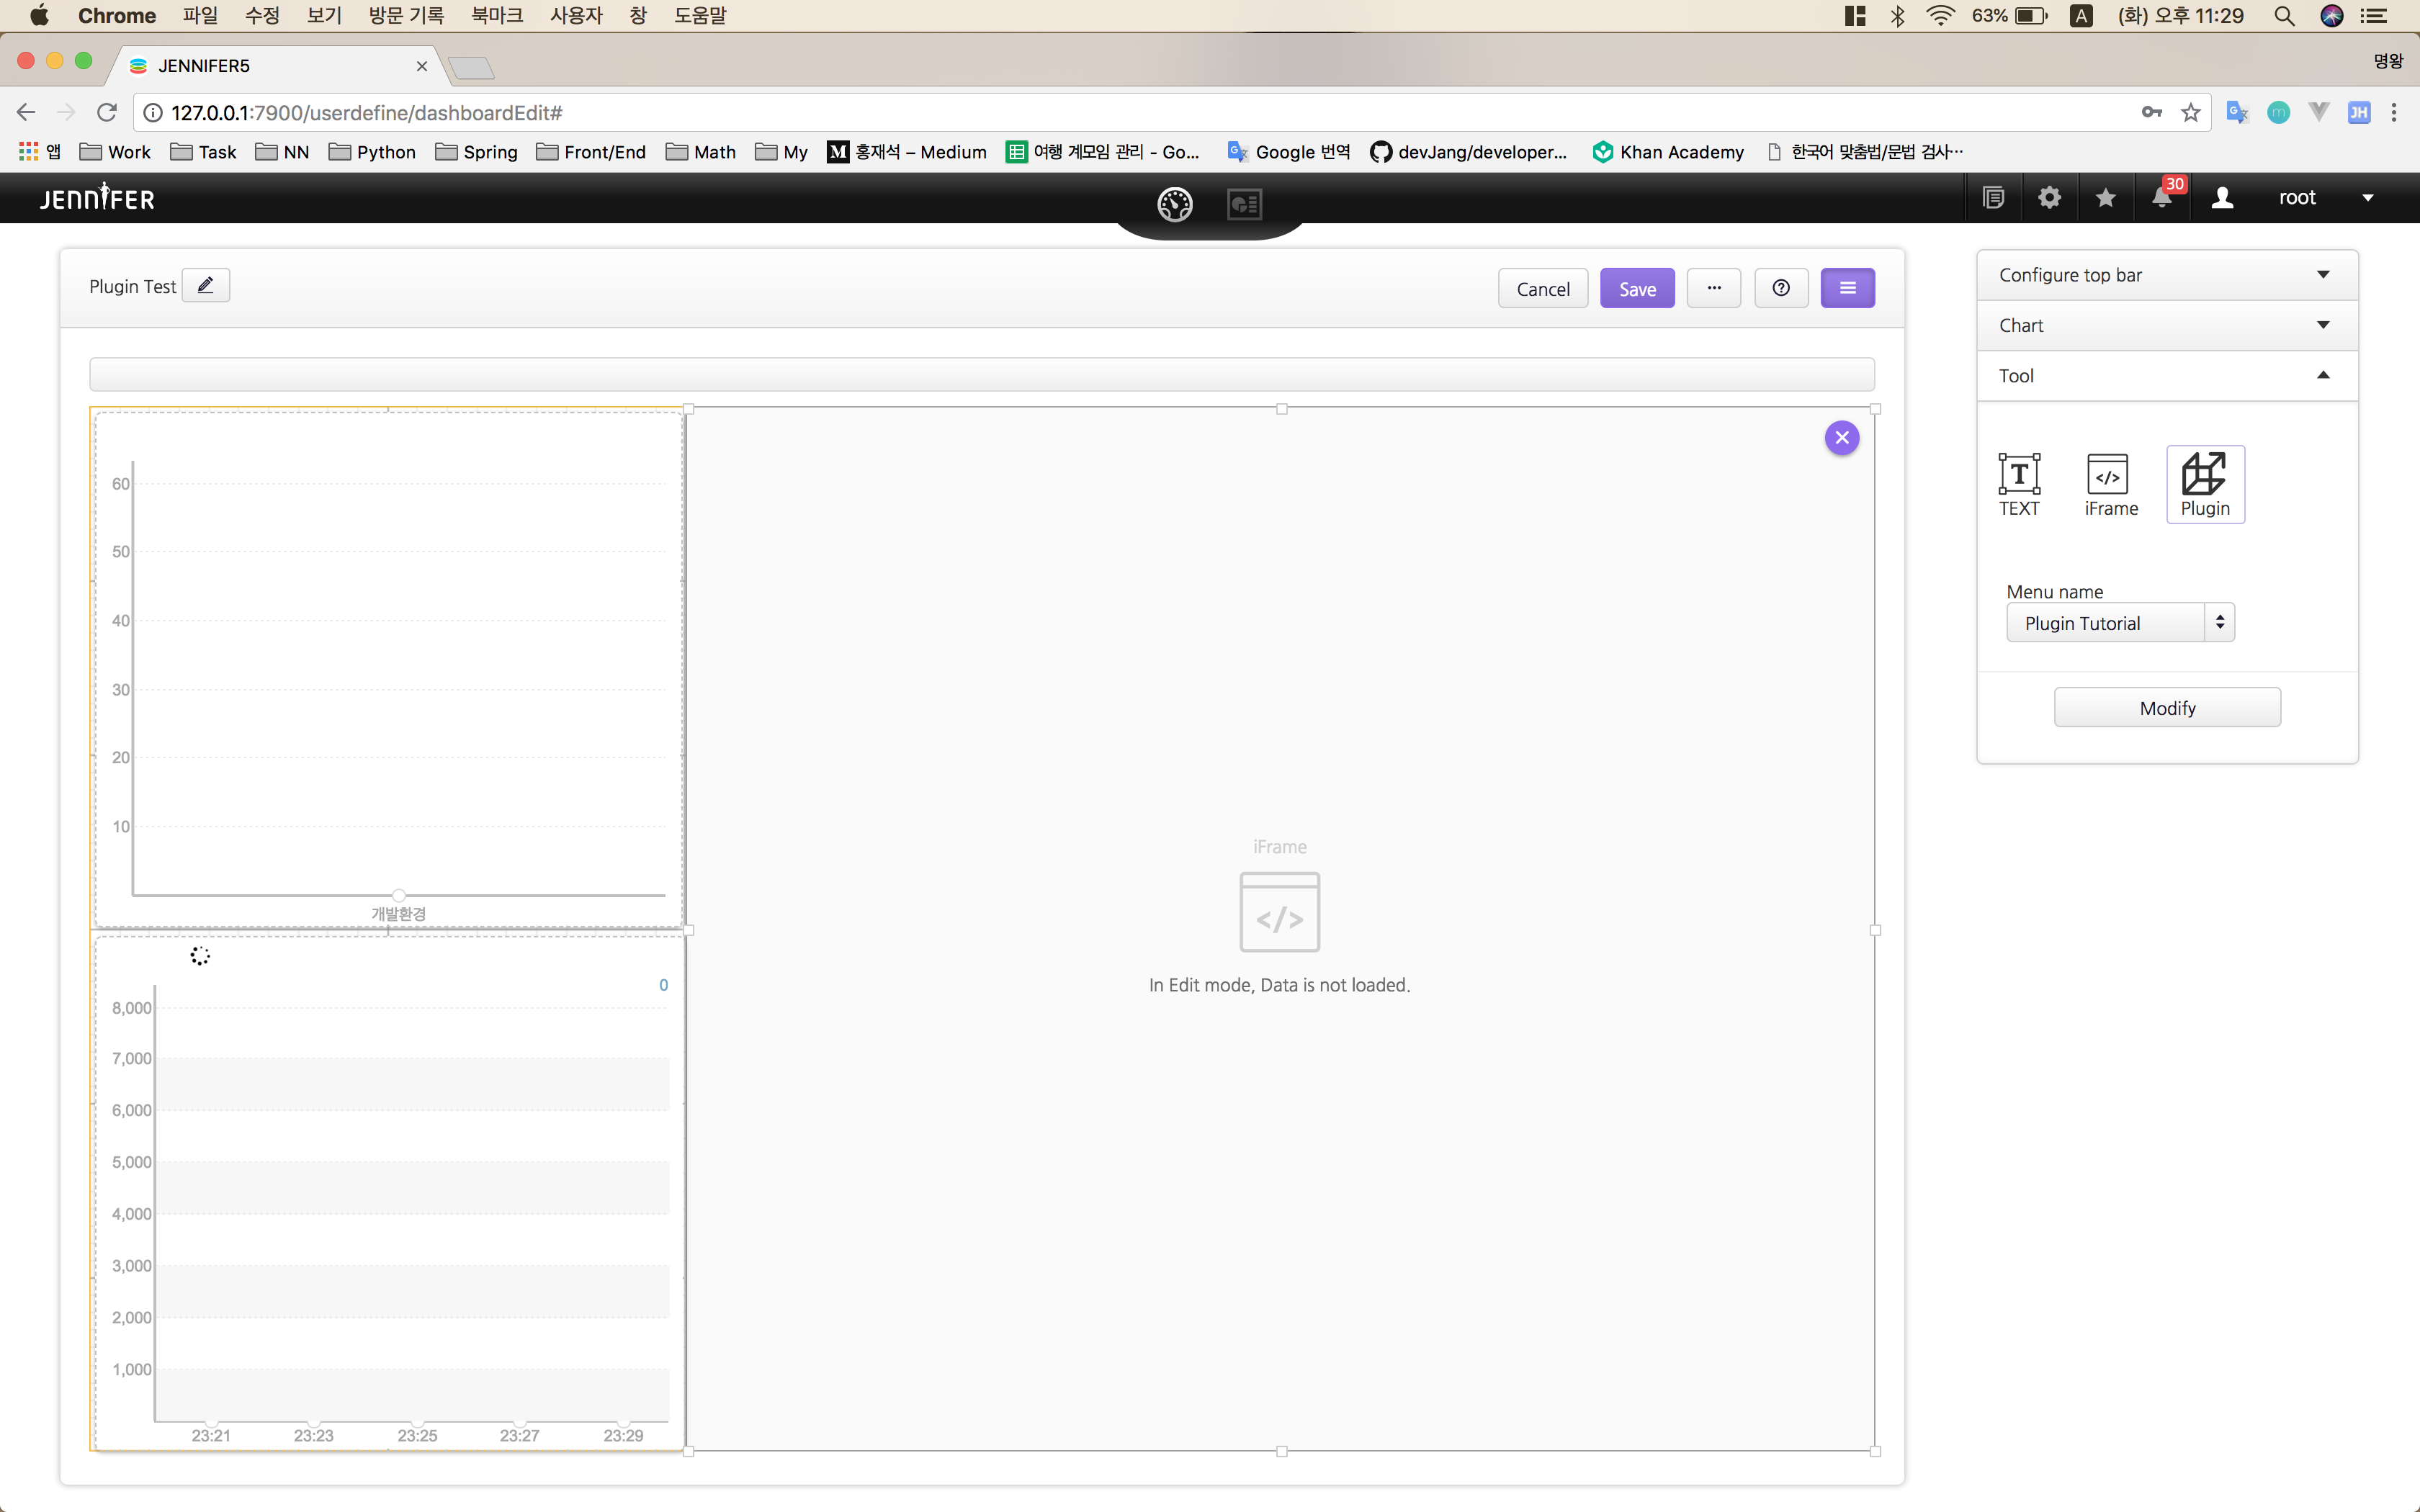 Chrome 파일 수정 보기 방문 기록 북마크 사용자 창 도움말 63% A (화) 오후 11:29
JENNIFER5 명왕
127.0.0.1:7900/userdefine/dashboardEdit# m JH
앱 Work Task NN Python Spring Front/End Math My M 홍재석 – Medium 여행 계모임 관리 - Go... Google 번역 devJang/developer... Khan Academy 한국어 맞춤법/문법 검사…
JENNIFER 30 root
Plugin Test Cancel Save
Configure top bar
Chart
Tool
T
TEXT </> iFrame Plugin
Menu name
Plugin Tutorial
Modify
60
50
40
30
20
10
개발환경
0
8,000
7,000
6,000
5,000
4,000
3,000
2,000
1,000
23:21 23:23 23:25 23:27 23:29
iFrame
</>
In Edit mode, Data is not loaded.